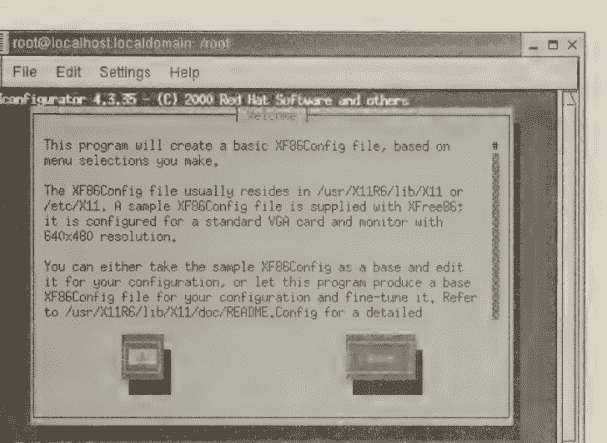 root@localhost.localdomain: /root
File Edit Settings Help
Xconfigurator 4.3.35 - (C) 2000 Red Hat Software and others
Welcome
This program will create a basic XF86Config file, based on
menu selections you make.
The XF86Config file usually resides in /usr/X11R6/lib/X11 or
/etc/X11. A sample XF86Config file is supplied with XFree86;
it is configured for a standard VGA card and monitor with
640x480 resolution.
You can either take the sample XF86Config as a base and edit
it for your configuration, or let this program produce a base
XF86Config file for your configuration and fine-tune it. Refer
to /usr/X11R6/lib/X11/doc/README.Config for a detailed